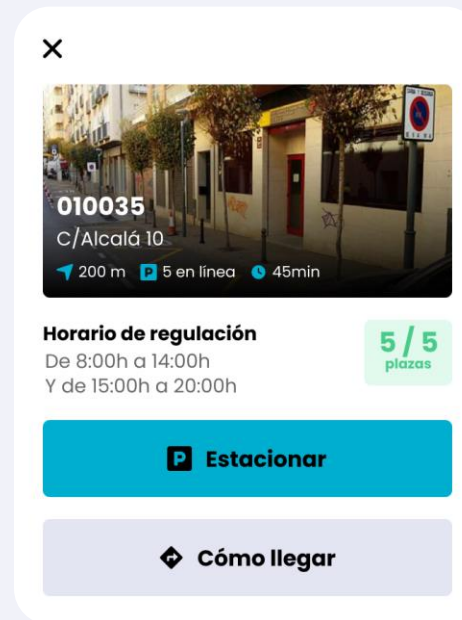 010035
C/Alcalá 10
200 m P 5 en línea 45min
Horario de regulación
De 8:00h a 14:00h
Y de 15:00h a 20:00h
5 / 5
plazas
P Estacionar
Cómo llegar